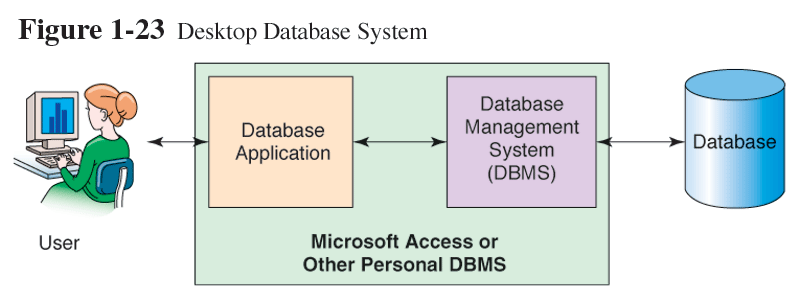 Figure 1-23 Desktop Database System
Database
Application
Database
Management
System
(DBMS)
Database
User
Microsoft Access or
Other Personal DBMS